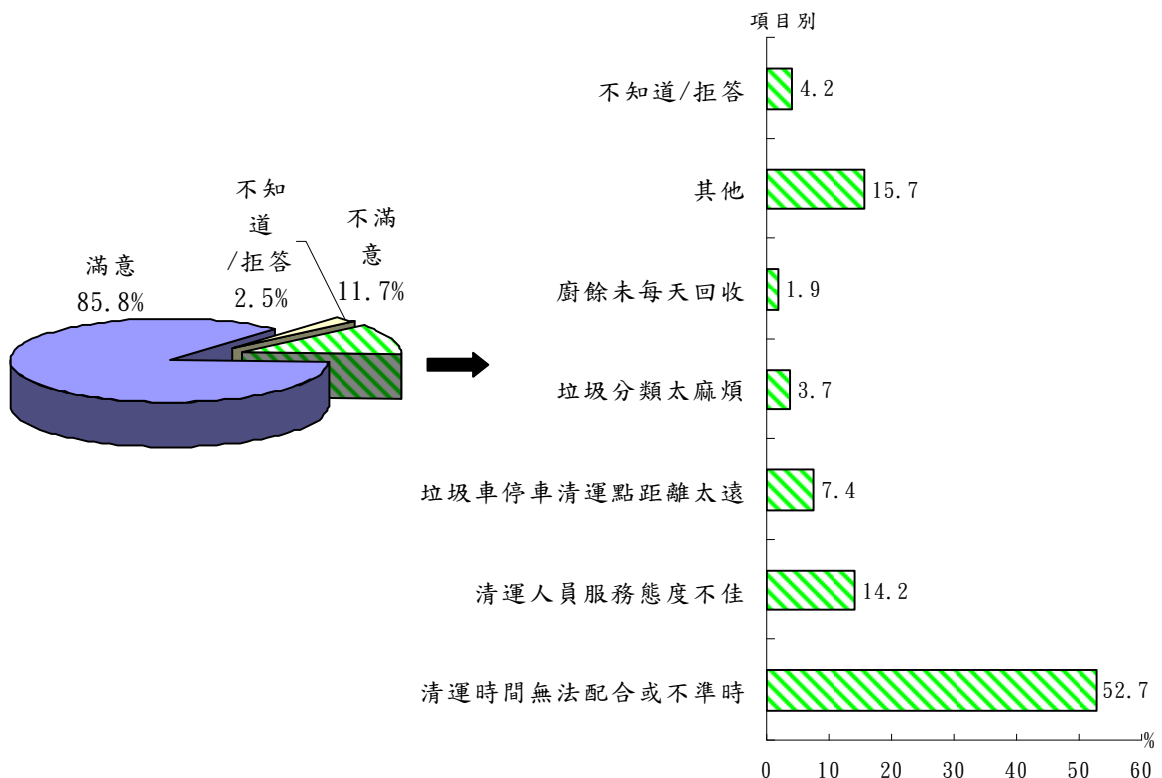 滿意
85.8%
不知
道
/拒答
2.5%
不滿
意
11.7%
項目別
不知道/拒答
4.2
其他
15.7
廚餘未每天回收
1.9
垃圾分類太麻煩
3.7
垃圾車停車清運點距離太遠
7.4
清運人員服務態度不佳
14.2
清運時間無法配合或不準時
52.7
%
0 10 20 30 40 50 60